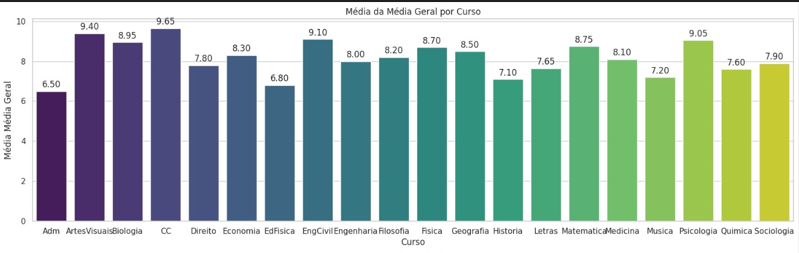 Média da Média Geral por Curso
Média Média Geral
10
8
6
4
2
0
6.50 9.40 8.95 9.65 7.80 8.30 6.80 9.10 8.00 8.20 8.70 8.50 7.10 7.65 8.75 8.10 7.20 9.05 7.60 7.90
Adm ArtesVisuais Biologia CC Direito Economia EdFisica EngCivil Engenharia Filosofia Fisica Geografia Historia Letras Matematica Medicina Musica Psicologia Quimica Sociologia
Curso